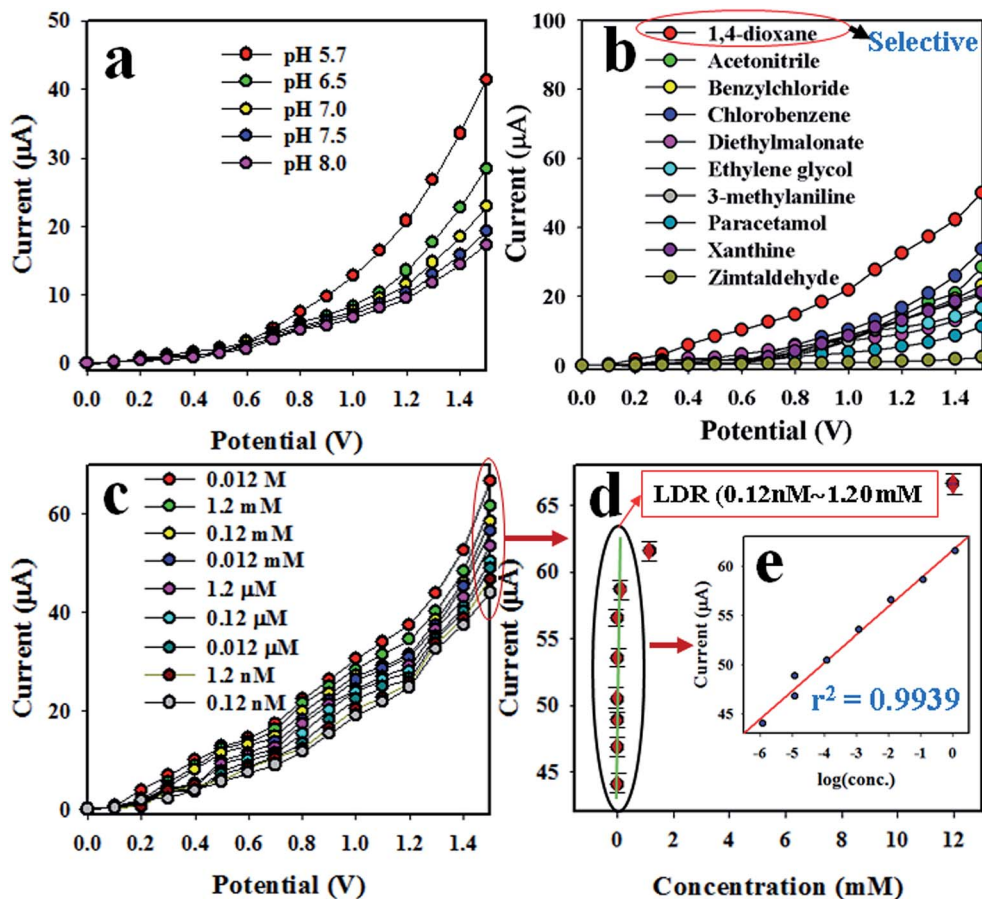 a
50
40
30
20
10
0
Current (μA)
pH 5.7
pH 6.5
pH 7.0
pH 7.5
pH 8.0
0.0 0.2 0.4 0.6 0.8 1.0 1.2 1.4
Potential (V)
b
100
80
60
40
20
0
Current (μA)
1,4-dioxane
Selective
Acetonitrile
Benzylchloride
Chlorobenzene
Diethylmalonate
Ethylene glycol
3-methylaniline
Paracetamol
Xanthine
Zimtaldehyde
0.0 0.2 0.4 0.6 0.8 1.0 1.2 1.4
Potential (V)
c
60
40
20
0
Current (μA)
0.012 M
1.2 mM
0.12 mM
0.012 mM
1.2 μM
0.12 μM
0.012 μM
1.2 nM
0.12 nM
0.0 0.2 0.4 0.6 0.8 1.0 1.2 1.4
Potential (V)
d
LDR (0.12nM~1.20 mM
65
60
55
50
45
Current (μA)
0 2 4 6 8 10 12
Concentration (mM)
e
60
55
50
45
Current (μA)
r² = 0.9939
-6 -5 -4 -3 -2 -1 0
log(conc.)